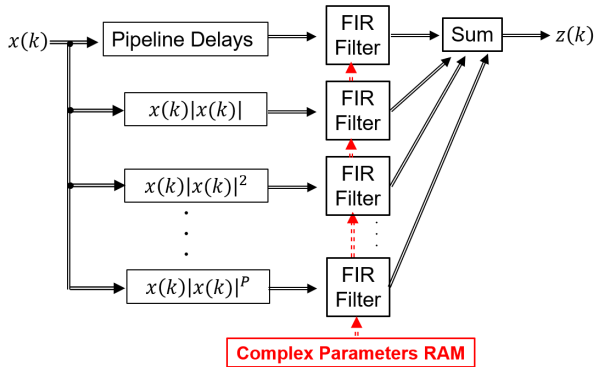 x(k) Pipeline Delays FIR Filter Sum z(k)
x(k)|x(k)| FIR Filter
x(k)|x(k)|² FIR Filter
x(k)|x(k)|ᴾ FIR Filter
Complex Parameters RAM